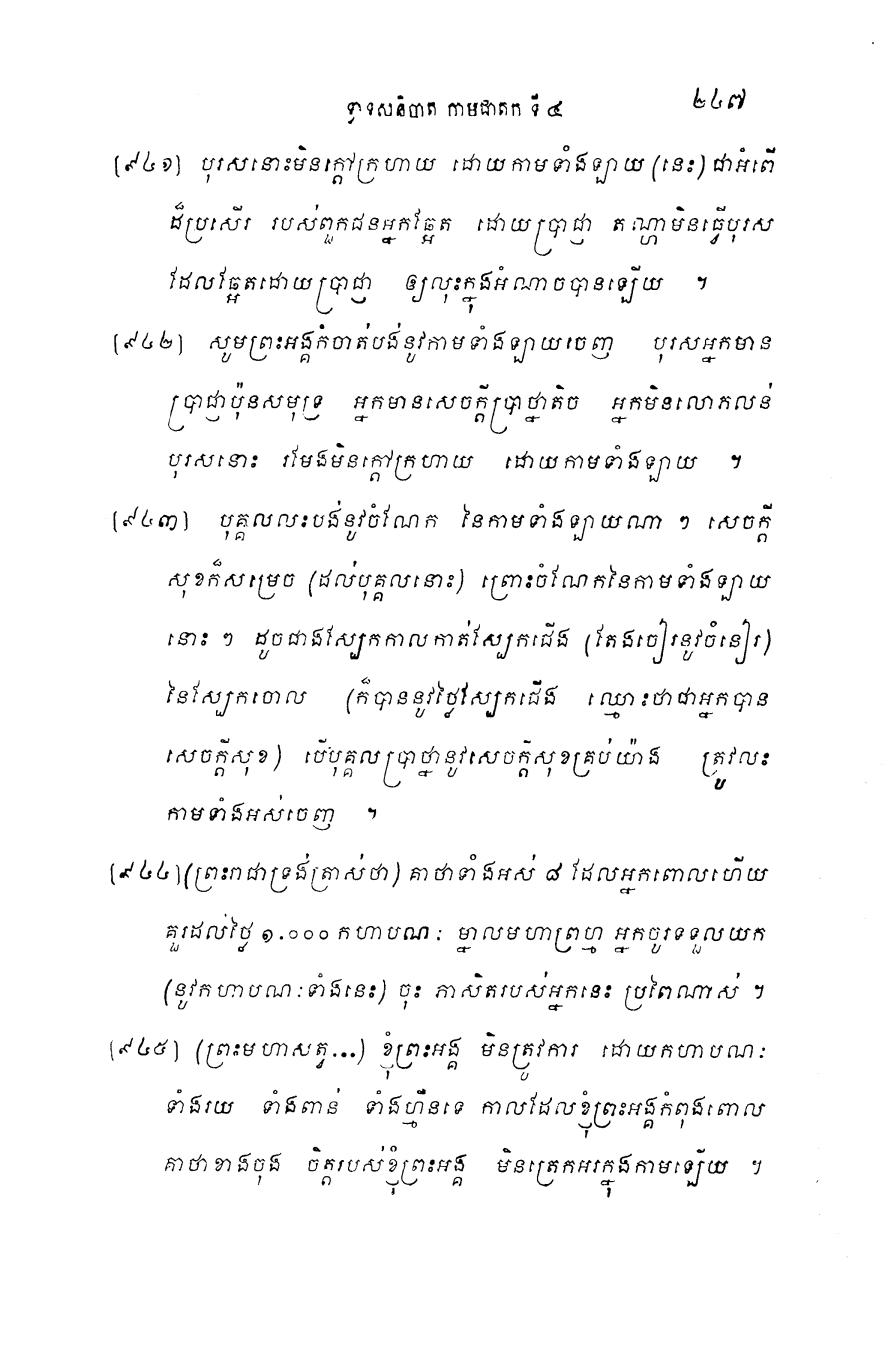 ទ្វាទសនិបាត កាមជាតក ទី ៤ ២៤៧
[៩៤១] បុរសនោះមិនក្តៅក្រហាយ ដោយកាមទាំងឡាយ (នេះ) ជាអំពើ
ដ៏ប្រសើរ របស់ពួកជនអ្នកឆ្អែត ដោយប្រាជ្ញា តណ្ហាមិនធ្វើបុរស
ដែលឆ្អែតដោយប្រាជ្ញា ឲ្យលុះក្នុងអំណាចបានឡើយ ។
[៩៤២] សូមព្រះអង្គកំចាត់បង់នូវកាមទាំងឡាយចេញ បុរសអ្នកមាន
ប្រាជ្ញាប៉ុនសមុទ្រ អ្នកមានសេចក្តីប្រាថ្នាតិច អ្នកមិនលោភលន់
បុរសនោះ រមែងមិនក្តៅក្រហាយ ដោយកាមទាំងឡាយ ។
[៩៤៣] បុគ្គលលះបង់នូវចំណែក នៃកាមទាំងឡាយណា ៗ សេចក្តី
សុខក៏សម្រេច (ដល់បុគ្គលនោះ) ព្រោះចំណែកនៃកាមទាំងឡាយ
នោះ ៗ ដូចជាងស្បែកកាលកាត់ស្បែកជើង (តែងចៀរនូវចំនៀរ)
នៃស្បែកចោល (ក៏បាននូវថ្លៃស្បែកជើង ឈ្មោះថាជាអ្នកបាន
សេចក្តីសុខ) បើបុគ្គលប្រាថ្នានូវសេចក្តីសុខគ្រប់យ៉ាង ត្រូវលះ
កាមទាំងអស់ចេញ ។
[៩៤៤] (ព្រះរាជាទ្រង់ត្រាស់ថា) គាថាទាំងអស់ ៨ ដែលអ្នកពោលហើយ
គួរដល់ថ្លៃ ១.០០០ កហាបណៈ ម្នាលមហាព្រហ្ម អ្នកចូរទទួលយក
(នូវកហាបណៈទាំងនេះ) ចុះ ភាសិតរបស់អ្នកនេះ ប្រពៃណាស់ ។
[៩៤៥] (ព្រះមហាសត្វ...) ខ្ញុំព្រះអង្គ មិនត្រូវការ ដោយកហាបណៈ
ទាំងរយ ទាំងពាន់ ទាំងហ្មឺនទេ កាលដែលខ្ញុំព្រះអង្គកំពុងពោល
គាថាខាងចុង ចិត្តរបស់ខ្ញុំព្រះអង្គ មិនត្រេកអរក្នុងកាមឡើយ ។